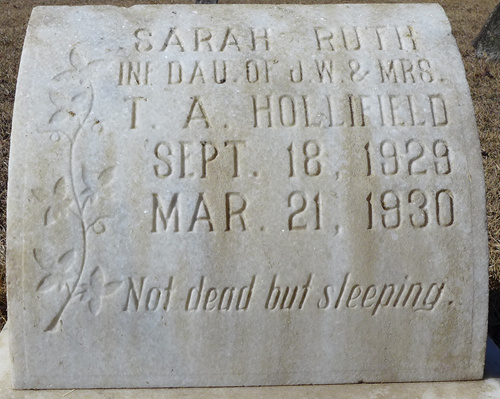 SARAH RUTH
INF DAU. OF J.W. & MRS.
T. A. HOLLIFIELD
SEPT. 18, 1929
MAR. 21, 1930
Not dead but sleeping.